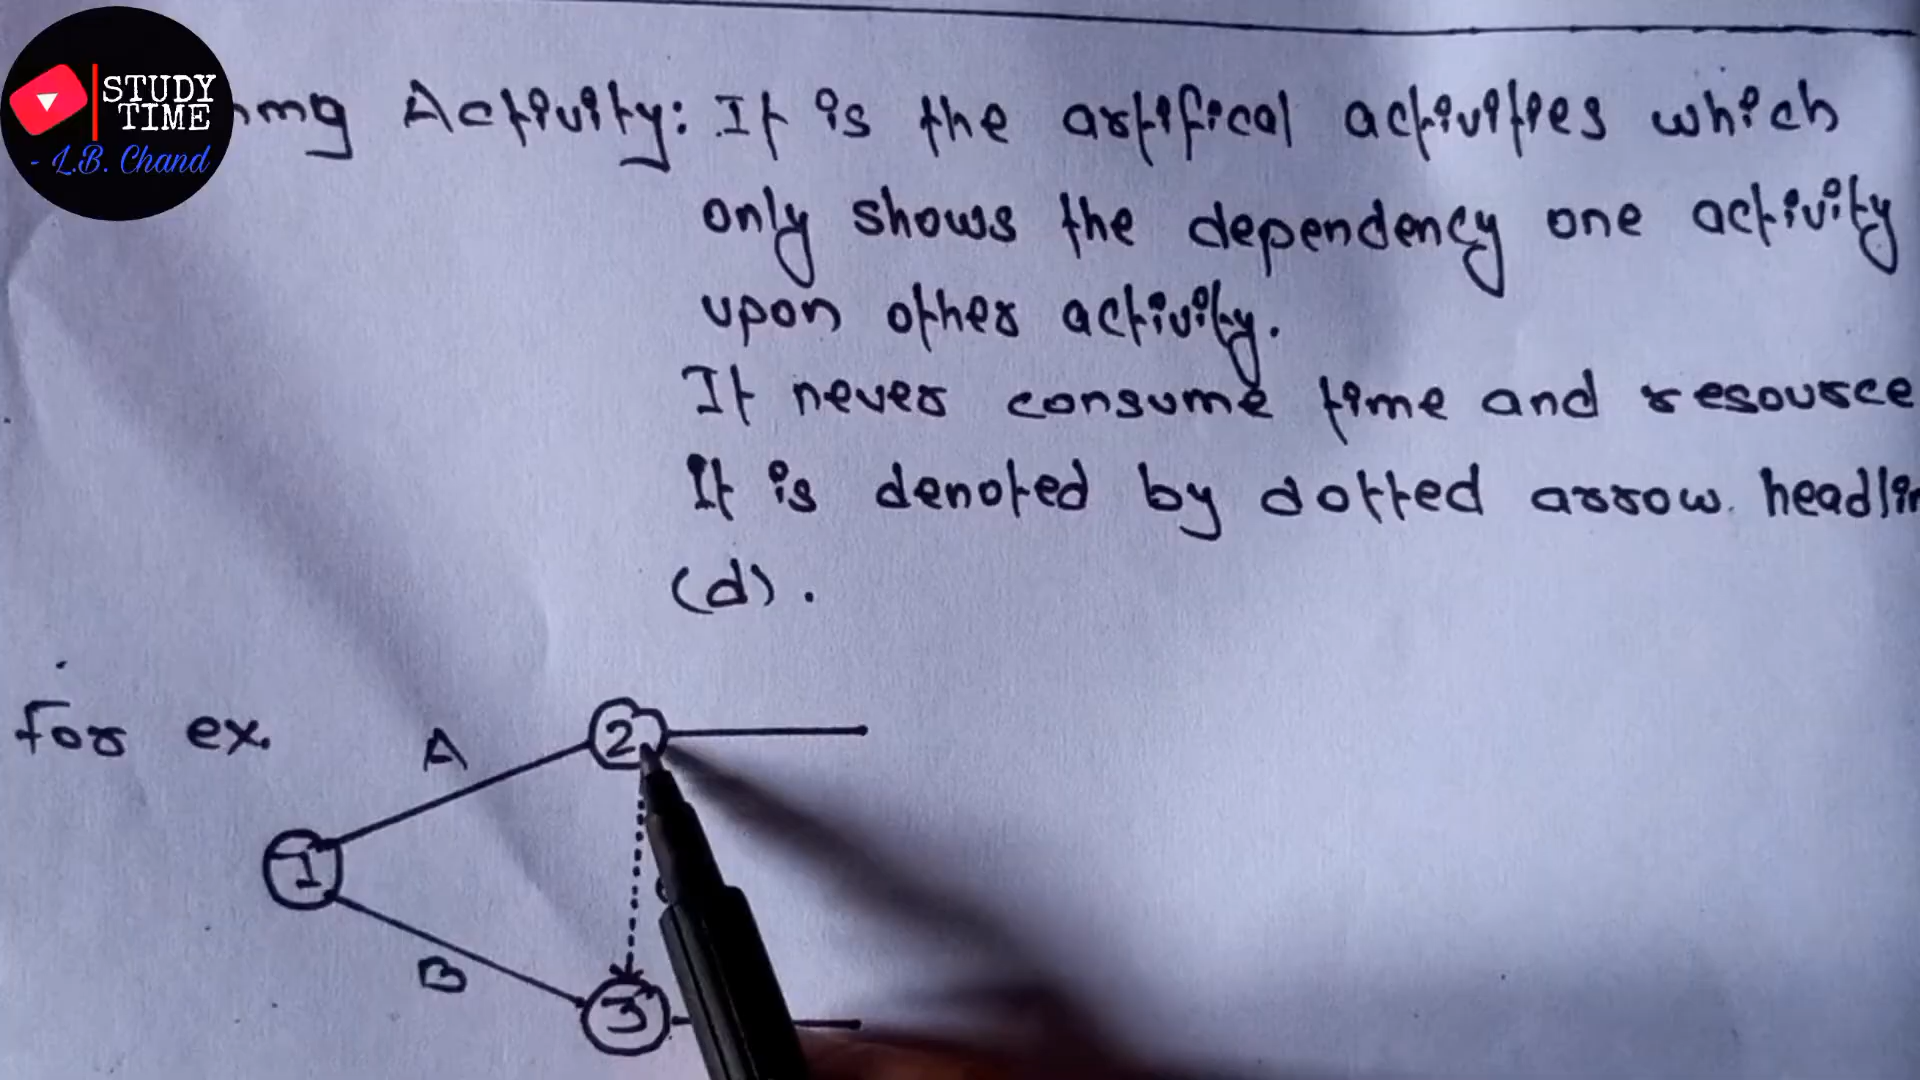 STUDY
TIME
- L.B. Chand
Activity: It is the artifical activities which
only shows the dependency one activity
upon other activity.
It never consume time and resource
It is denoted by dotted arrow headlin
(d).
For ex.
A
2
1
B
3